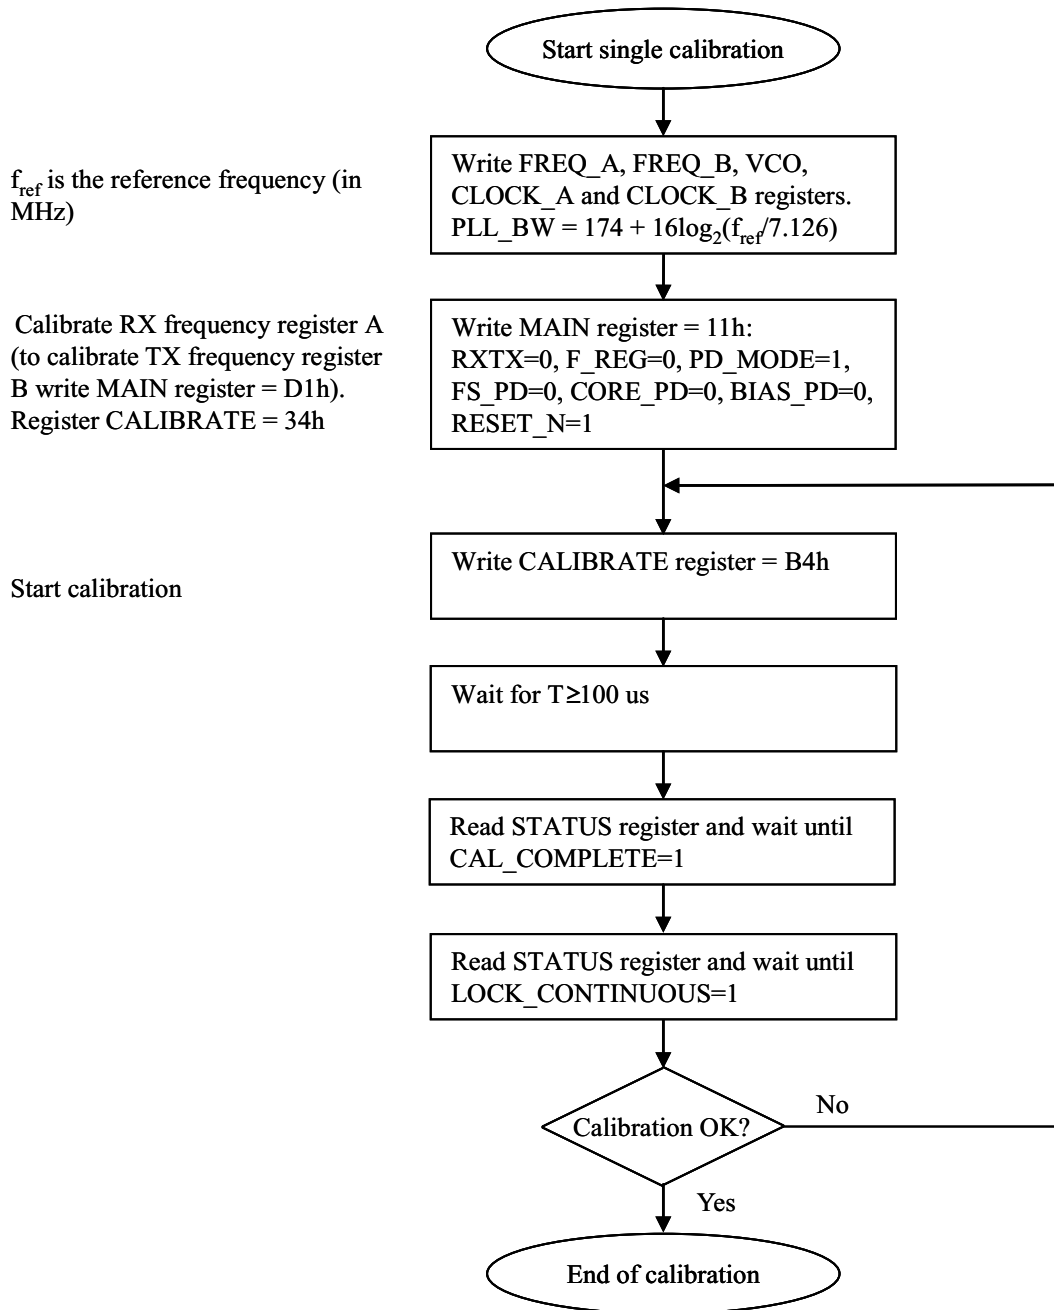 Start single calibration
f_ref is the reference frequency (in
MHz)
Write FREQ_A, FREQ_B, VCO,
CLOCK_A and CLOCK_B registers.
PLL_BW = 174 + 16log₂(f_ref/7.126)
Calibrate RX frequency register A
(to calibrate TX frequency register
B write MAIN register = D1h).
Register CALIBRATE = 34h
Write MAIN register = 11h:
RXTX=0, F_REG=0, PD_MODE=1,
FS_PD=0, CORE_PD=0, BIAS_PD=0,
RESET_N=1
Start calibration
Write CALIBRATE register = B4h
Wait for T≥100 us
Read STATUS register and wait until
CAL_COMPLETE=1
Read STATUS register and wait until
LOCK_CONTINUOUS=1
Calibration OK?
No
Yes
End of calibration